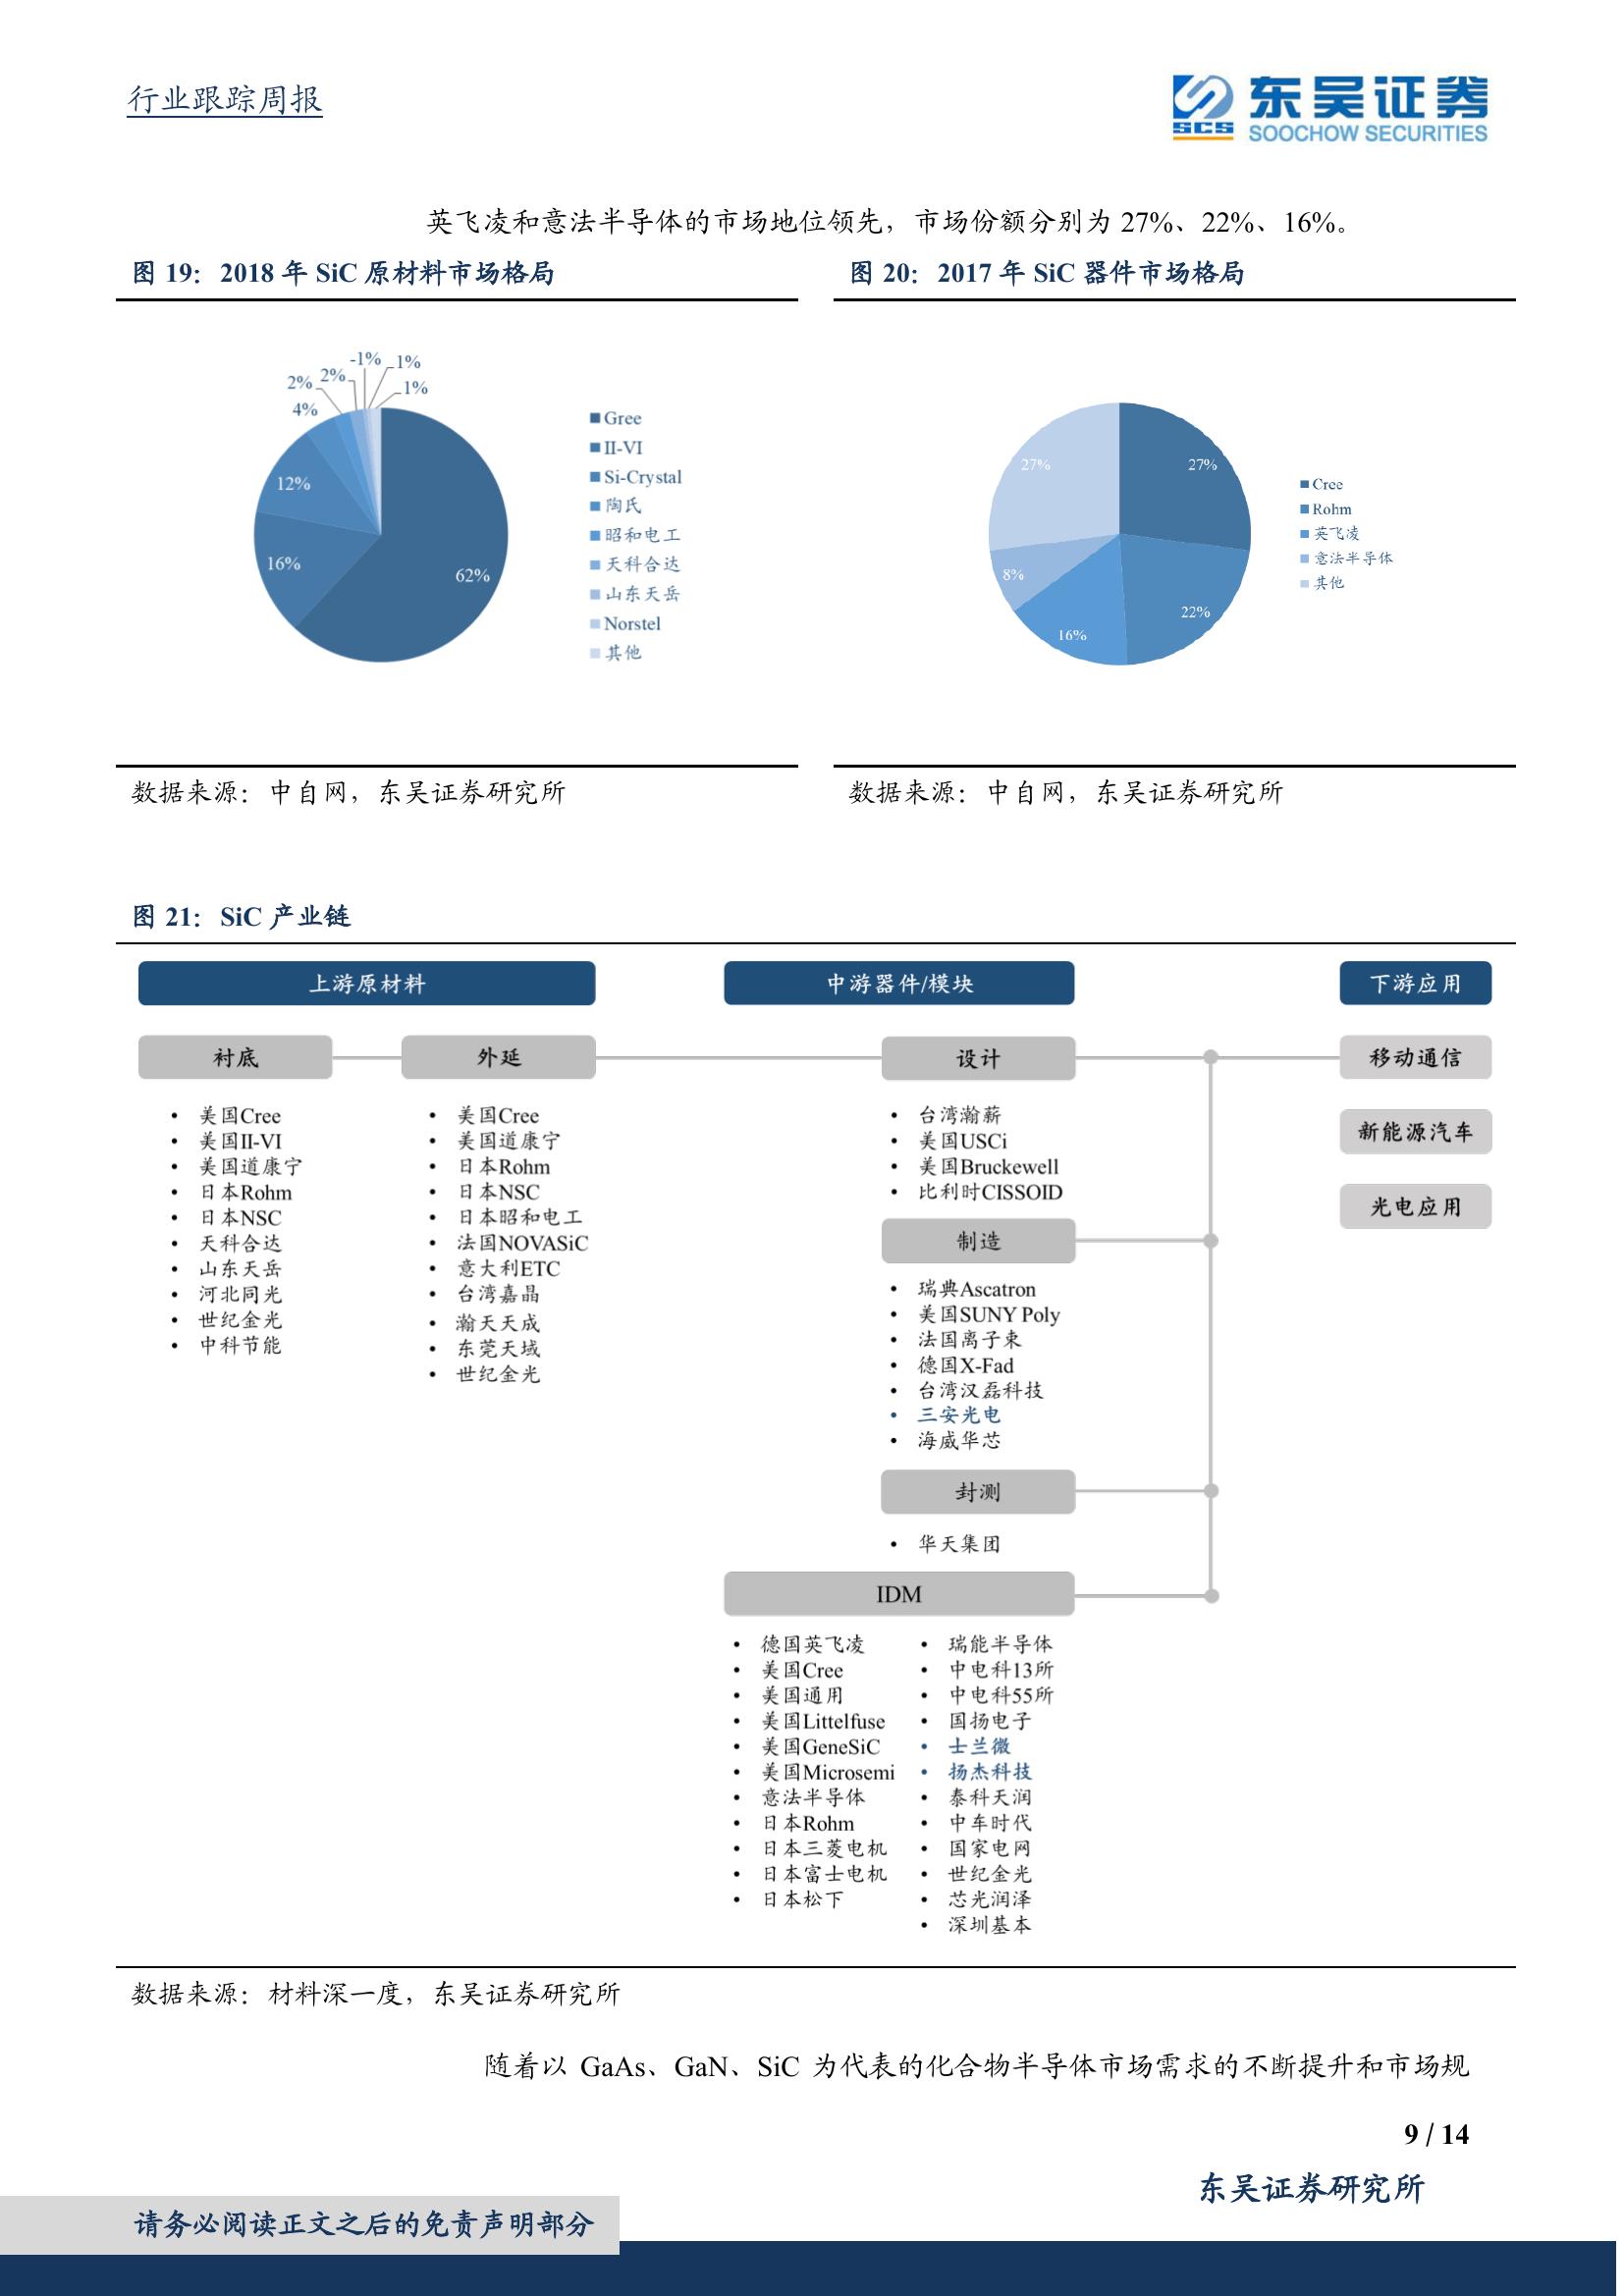 行业跟踪周报
东吴证券
SCS
SOOCHOW SECURITIES
英飞凌和意法半导体的市场地位领先，市场份额分别为 27%、22%、16%。
图 19： 2018 年 SiC 原材料市场格局
-1%
1%
2%
2%
1%
4%
12%
16%
62%
Gree
II-VI
Si-Crystal
陶氏
昭和电工
天科合达
山东天岳
Norstel
其他
数据来源：中自网，东吴证券研究所
图 20： 2017 年 SiC 器件市场格局
27%
27%
8%
22%
16%
Cree
Rohm
英飞凌
意法半导体
其他
数据来源：中自网，东吴证券研究所
图 21： SiC 产业链
上游原材料
中游器件/模块
下游应用
衬底
• 美国Cree
• 美国II-VI
• 美国道康宁
• 日本Rohm
• 日本NSC
• 天科合达
• 山东天岳
• 河北同光
• 世纪金光
• 中科节能
外延
• 美国Cree
• 美国道康宁
• 日本Rohm
• 日本NSC
• 日本昭和电工
• 法国NOVASiC
• 意大利ETC
• 台湾嘉晶
• 瀚天天成
• 东莞天域
• 世纪金光
设计
• 台湾瀚薪
• 美国USCi
• 美国Bruckewell
• 比利时CISSOID
制造
• 瑞典Ascatron
• 美国SUNY Poly
• 法国离子束
• 德国X-Fad
• 台湾汉磊科技
• 三安光电
• 海威华芯
封测
• 华天集团
IDM
• 德国英飞凌
• 美国Cree
• 美国通用
• 美国Littelfuse
• 美国GeneSiC
• 美国Microsemi
• 意法半导体
• 日本Rohm
• 日本三菱电机
• 日本富士电机
• 日本松下
• 瑞能半导体
• 中电科13所
• 中电科55所
• 国扬电子
• 士兰微
• 扬杰科技
• 泰科天润
• 中车时代
• 国家电网
• 世纪金光
• 芯光润泽
• 深圳基本
移动通信
新能源汽车
光电应用
数据来源：材料深一度，东吴证券研究所
随着以 GaAs、GaN、SiC 为代表的化合物半导体市场需求的不断提升和市场规
9 / 14
东吴证券研究所
请务必阅读正文之后的免责声明部分